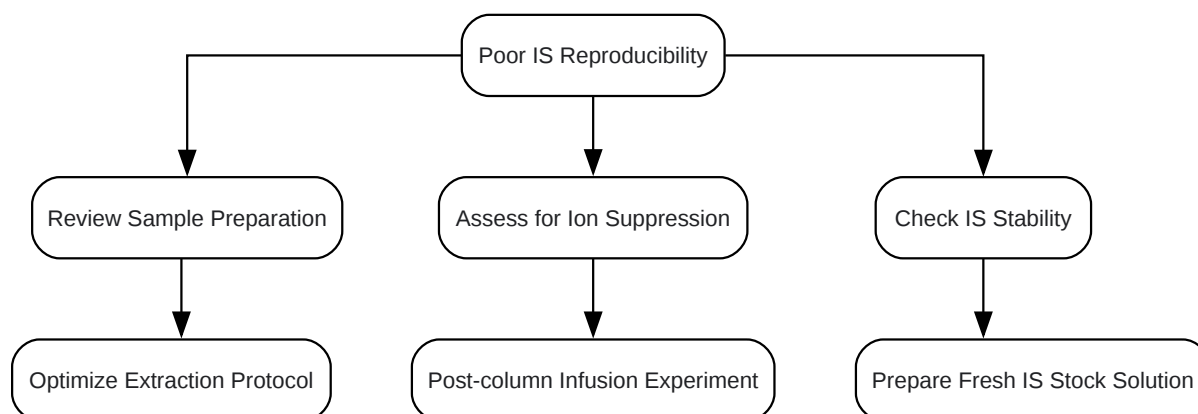 Poor IS Reproducibility
Review Sample Preparation
Assess for Ion Suppression
Check IS Stability
Optimize Extraction Protocol
Post-column Infusion Experiment
Prepare Fresh IS Stock Solution